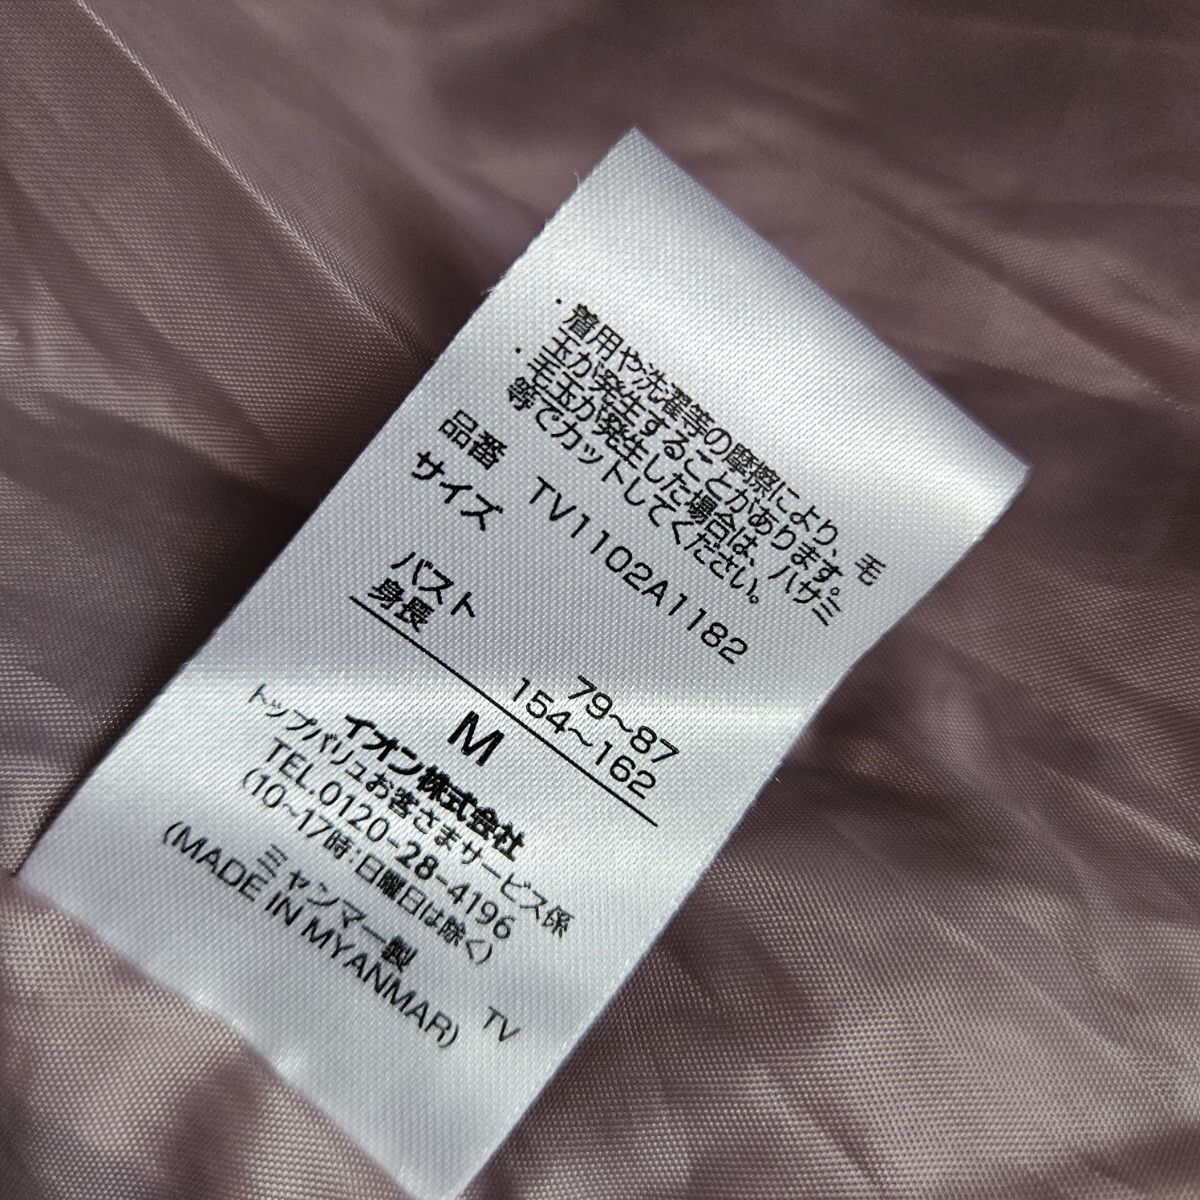 ・着用や洗濯等の摩擦により、毛
玉が発生することがあります。
・毛玉が発生した場合は、ハサミ
等でカットしてください。
品番 TV1102A1182
サイズ
バスト 79~87
身長 154~162
M
イオン株式会社
トップバリュお客さまサービス係
TEL.0120-28-4196
(10~17時:日曜日は除く)
ミャンマー製
(MADE IN MYANMAR)
TV